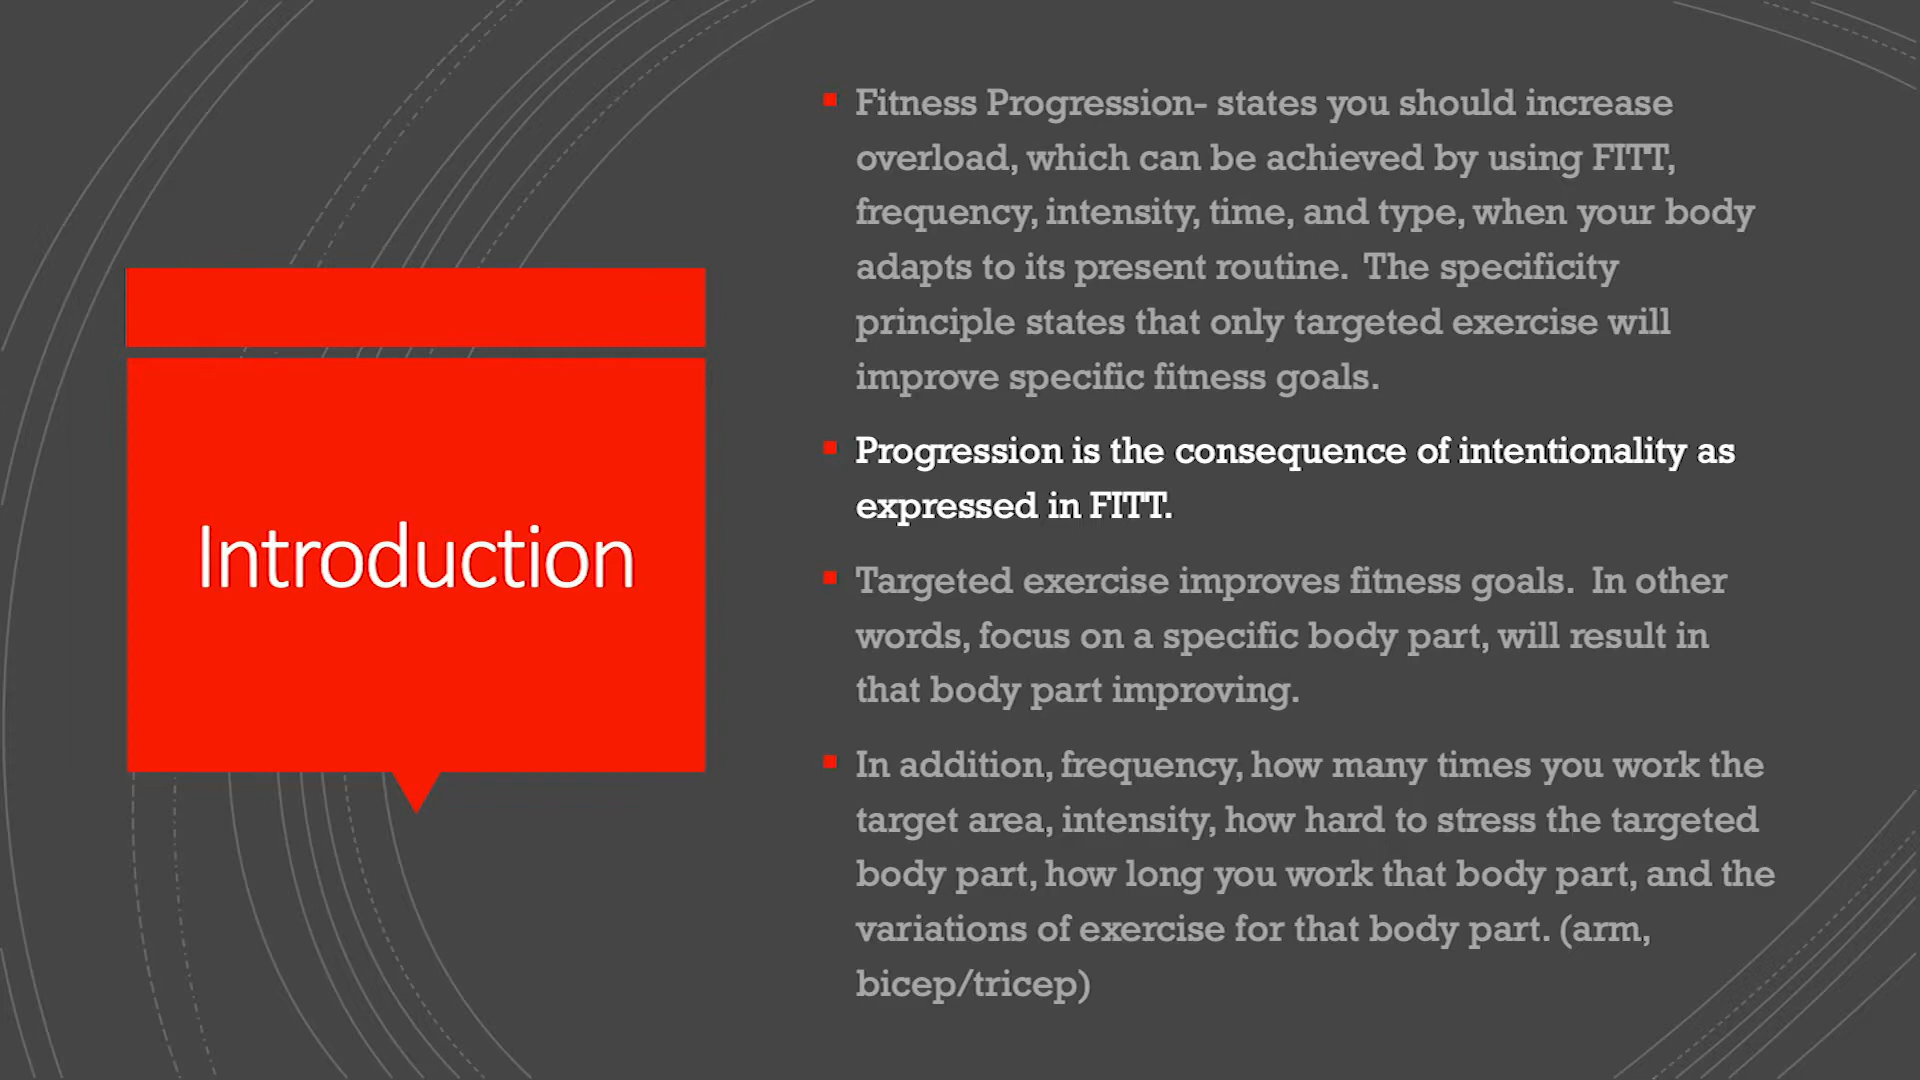 Introduction
Fitness Progression- states you should increase
overload, which can be achieved by using FITT,
frequency, intensity, time, and type, when your body
adapts to its present routine.  The specificity
principle states that only targeted exercise will
improve specific fitness goals.
Progression is the consequence of intentionality as
expressed in FITT.
Targeted exercise improves fitness goals.  In other
words, focus on a specific body part, will result in
that body part improving.
In addition, frequency, how many times you work the
target area, intensity, how hard to stress the targeted
body part, how long you work that body part, and the
variations of exercise for that body part. (arm,
bicep/tricep)